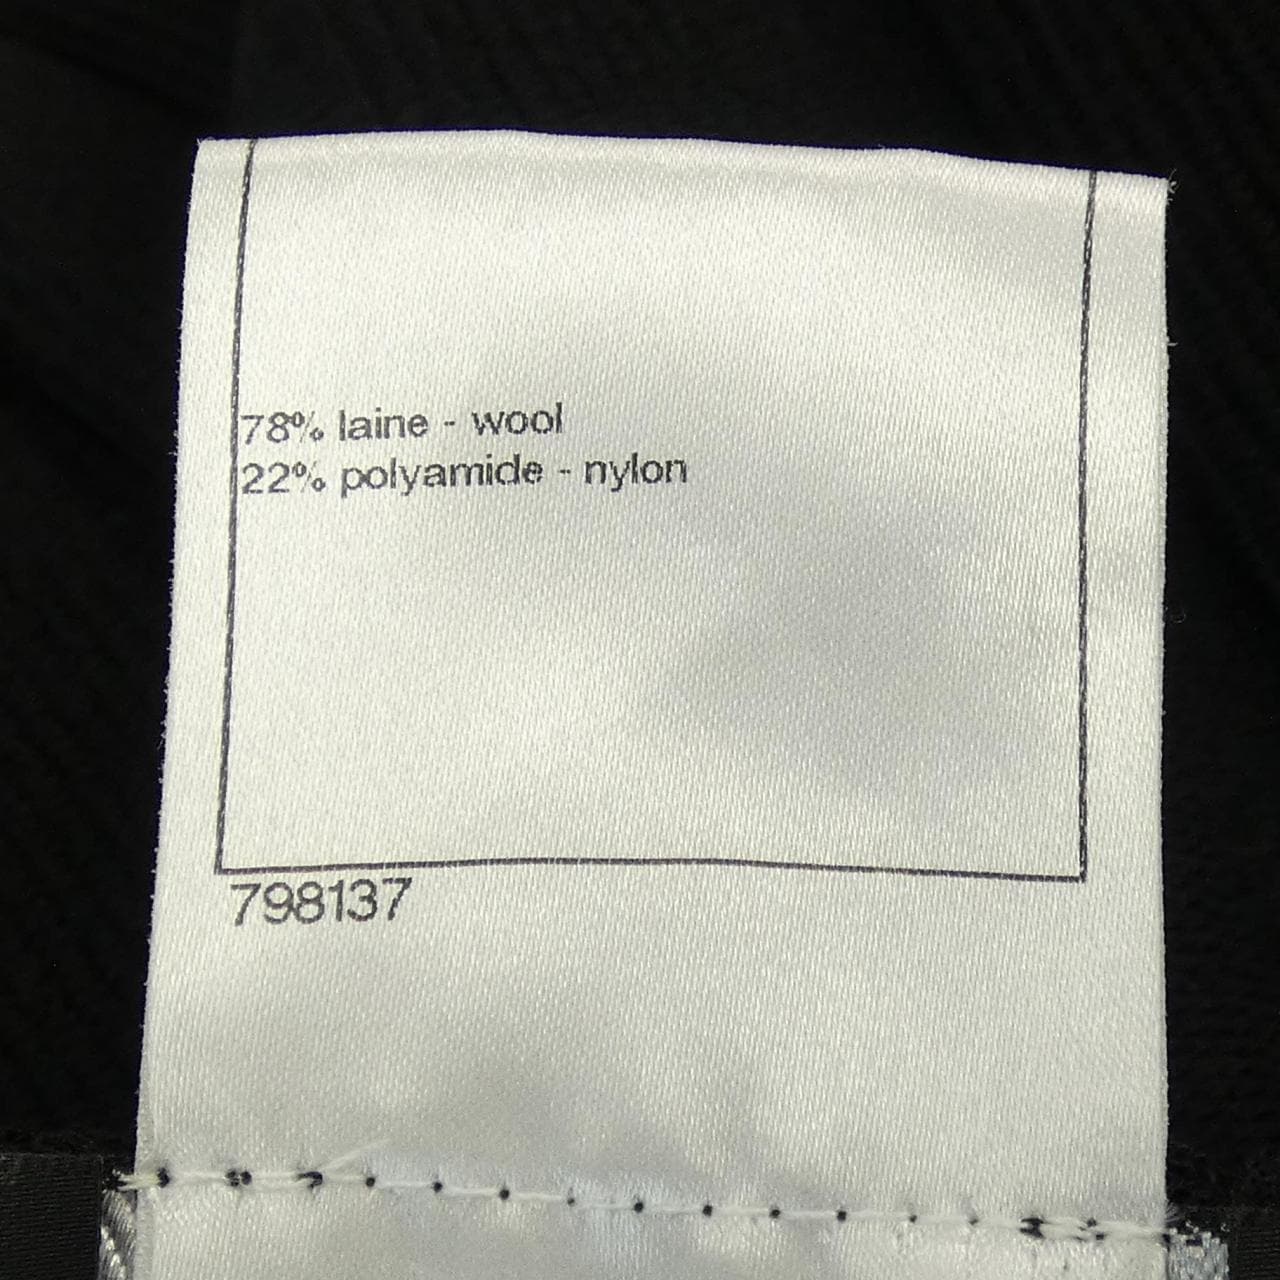 78% laine - wool
22% polyamide - nylon
798137